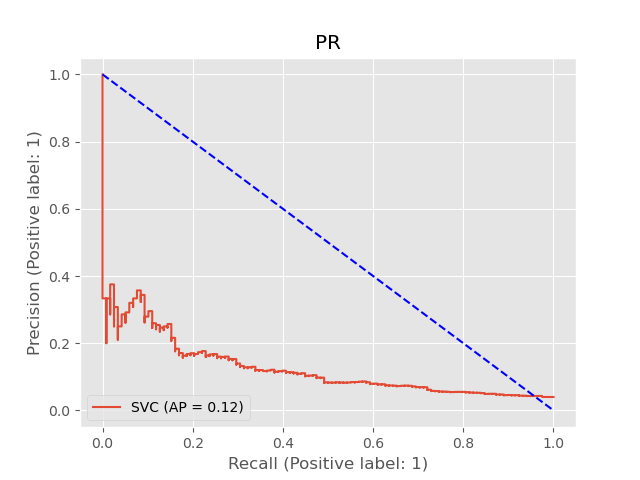 PR
Precision (Positive label: 1)
1.0
0.8
0.6
0.4
0.2
0.0
SVC (AP = 0.12)
0.0 0.2 0.4 0.6 0.8 1.0
Recall (Positive label: 1)